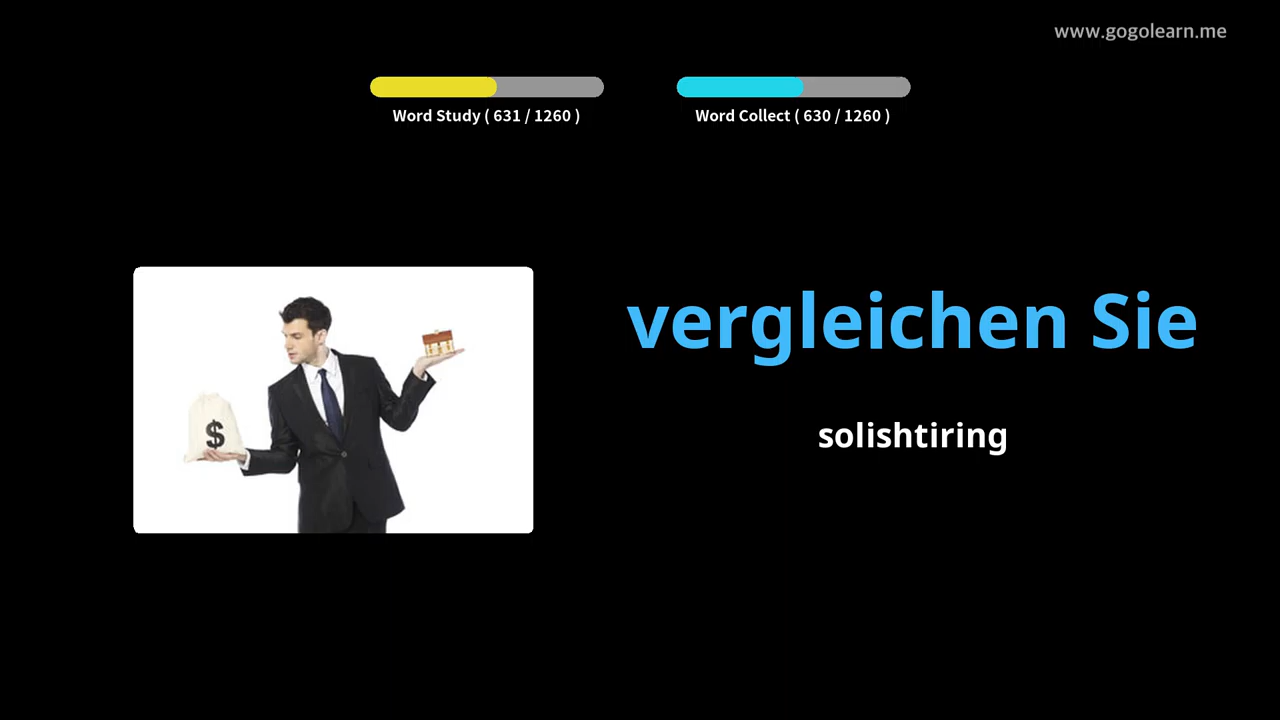 www.gogolearn.me
Word Study ( 631 / 1260 )
Word Collect ( 630 / 1260 )
vergleichen Sie
$
solishtiring